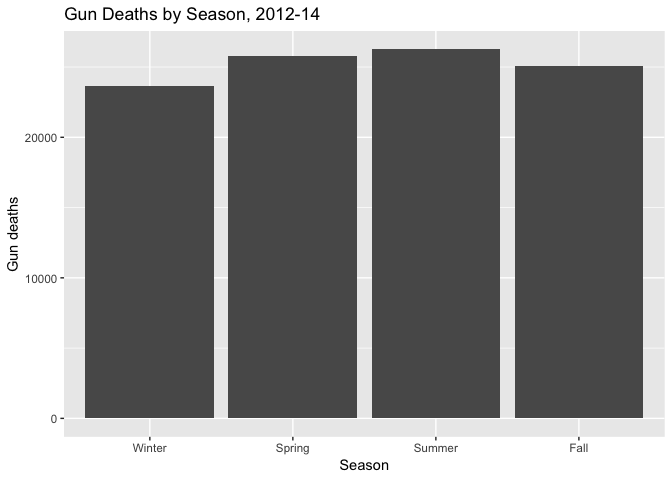 Gun Deaths by Season, 2012-14
Gun deaths
20000
10000
0
Winter Spring Summer Fall
Season